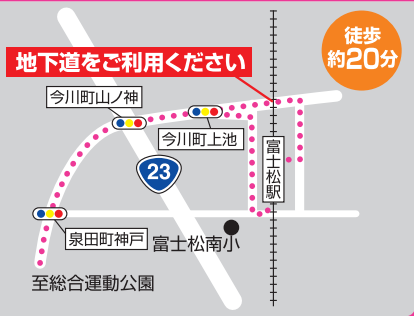 徒歩
約20分
地下道をご利用ください
今川町山ノ神
今川町上池
富士松駅
23
泉田町神戸
富士松南小
至総合運動公園